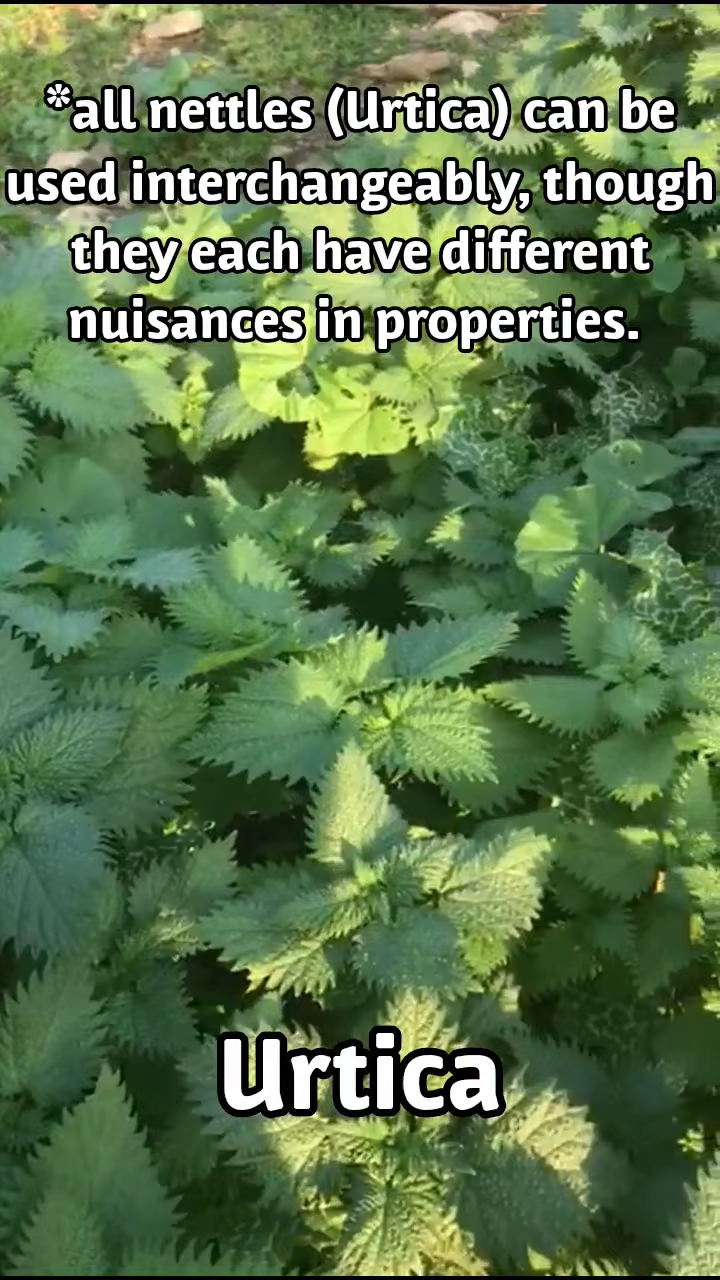 *all nettles (Urtica) can be
used interchangeably, though
they each have different
nuisances in properties.
Urtica